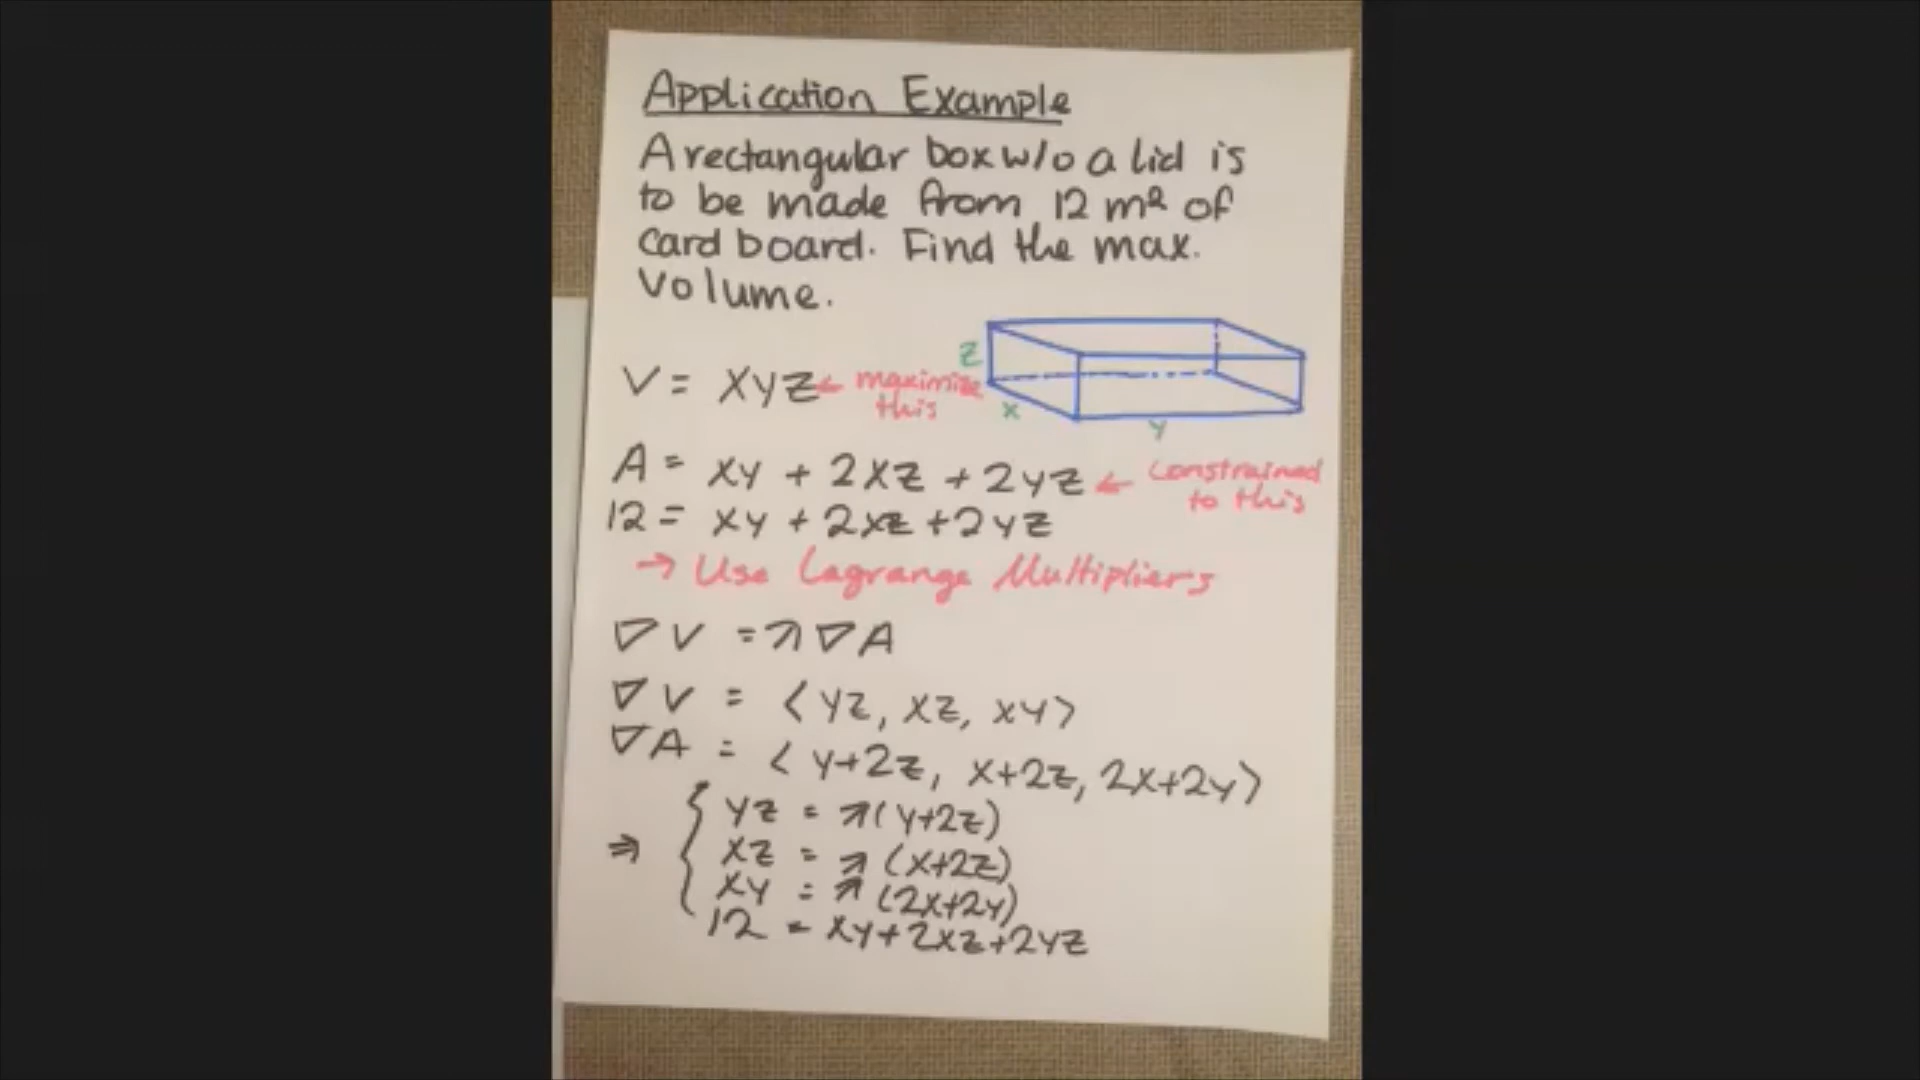 Application Example
A rectangular box w/o a lid is
to be made from 12 m² of
cardboard. Find the max.
Volume.
V = XYZ ← maximize
this
Z
X
Y
A = XY + 2XZ + 2YZ ← constrained
to this
12 = XY + 2XZ + 2YZ
→ Use Lagrange Multipliers
∇V = λ∇A
∇V = ⟨YZ, XZ, XY⟩
∇A = ⟨Y+2Z, X+2Z, 2X+2Y⟩
⇒ { YZ = λ(Y+2Z)
XZ = λ(X+2Z)
XY = λ(2X+2Y)
12 = XY+2XZ+2YZ